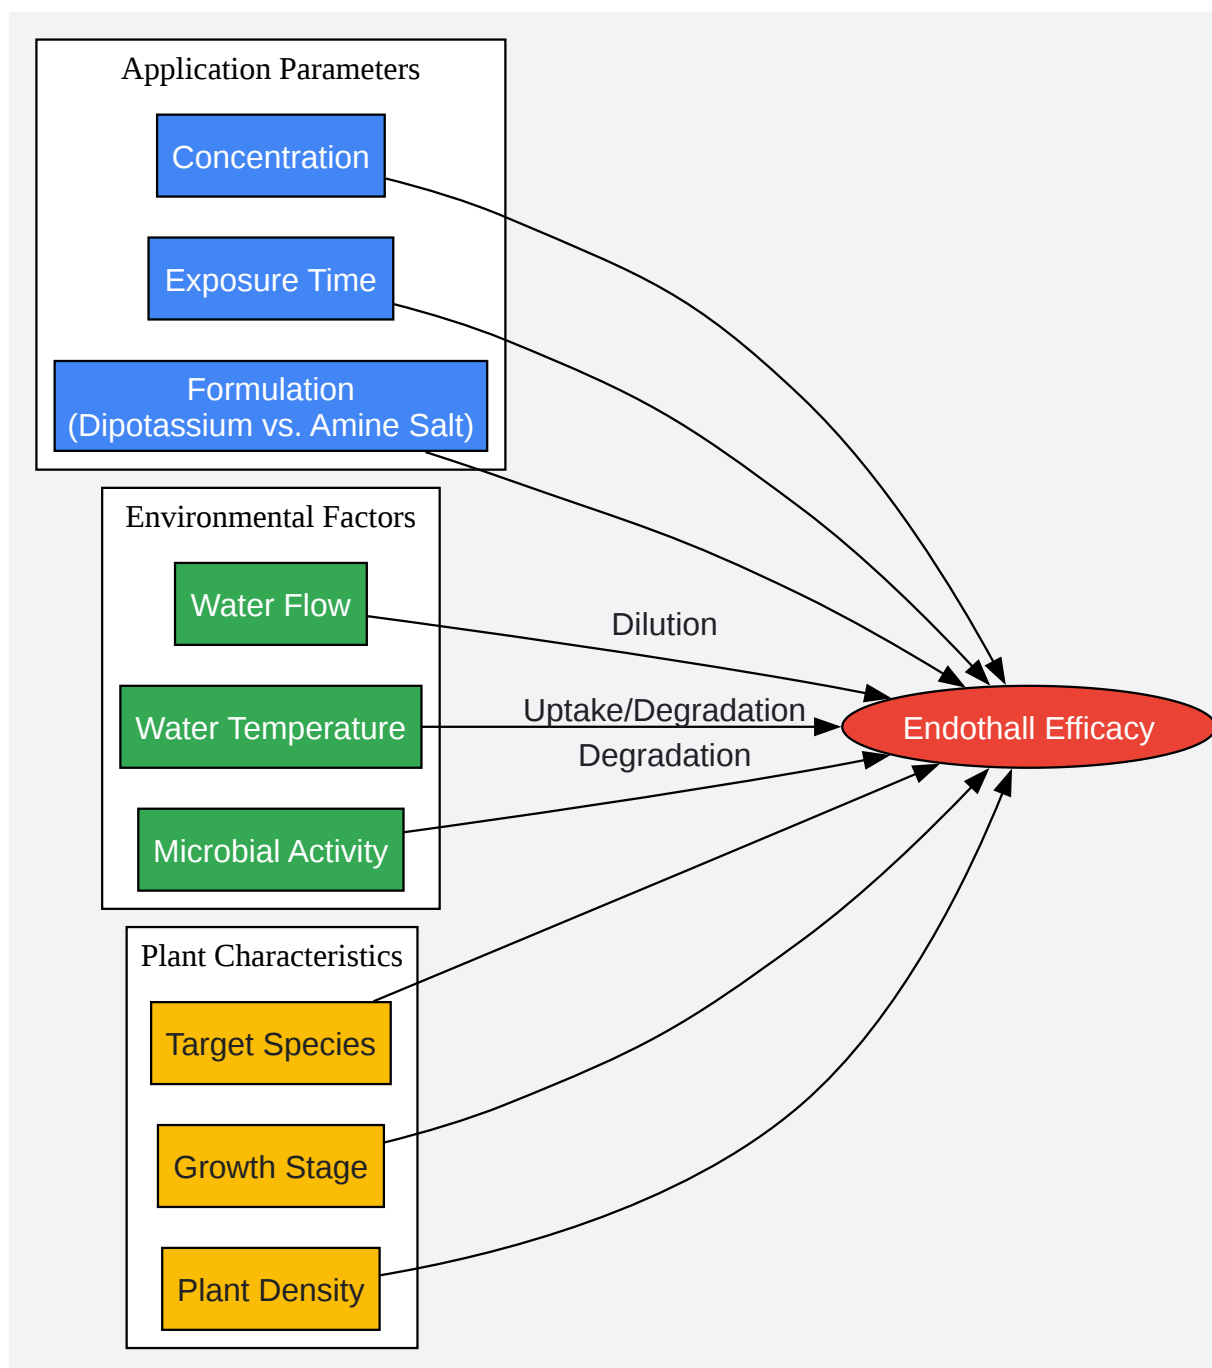 Application Parameters
Concentration
Exposure Time
Formulation
(Dipotassium vs. Amine Salt)
Environmental Factors
Water Flow
Dilution
Water Temperature
Uptake/Degradation
Endothall Efficacy
Degradation
Microbial Activity
Plant Characteristics
Target Species
Growth Stage
Plant Density